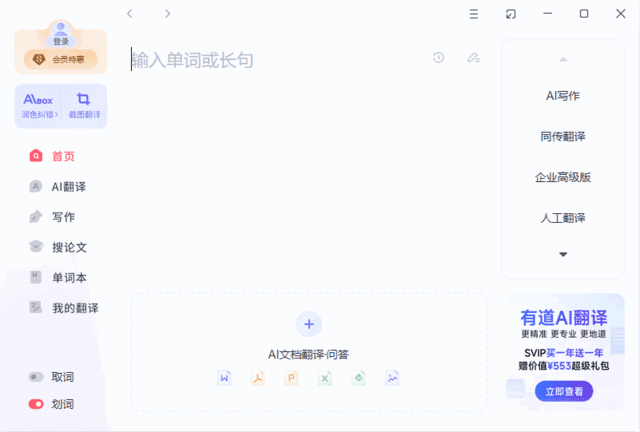 登录
会员特惠
AIBOX
润色纠错>
截图翻译
首页
AI翻译
写作
搜论文
单词本
我的翻译
取词
划词
输入单词或长句
AI文档翻译·问答
AI写作
同传翻译
企业高级版
人工翻译
有道AI翻译
更精准 更专业 更地道
SVIP买一年送一年
赠价值¥553超级礼包
立即查看